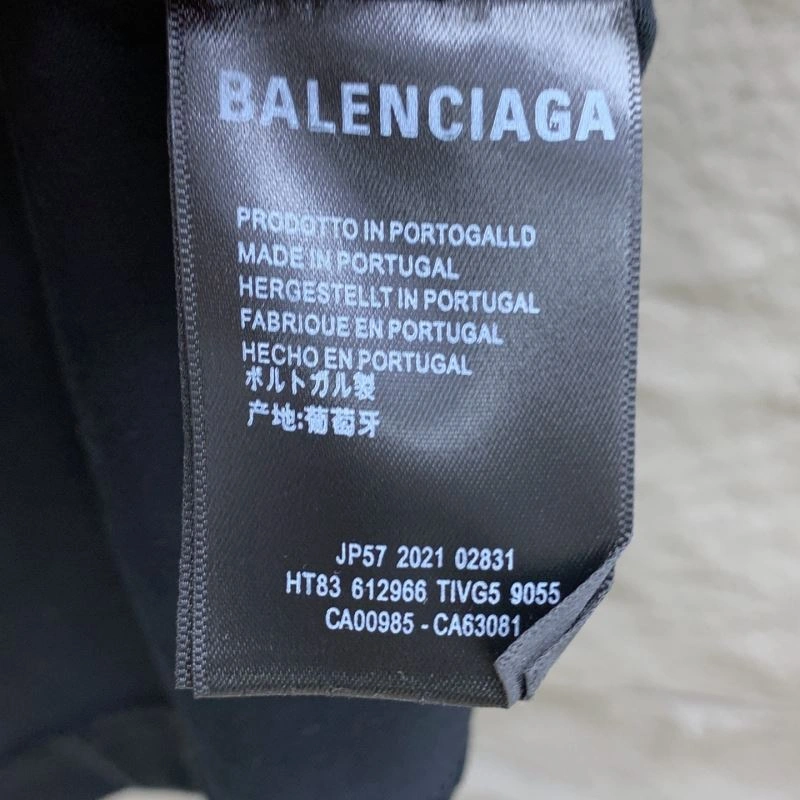 BALENCIAGA
PRODOTTO IN PORTOGALLD
MADE IN PORTUGAL
HERGESTELLT IN PORTUGAL
FABRIOUE EN PORTUGAL
HECHO EN PORTUGAL
ポルトガル製
产地:葡萄牙
JP57 2021 02831
HT83 612966 TIVG5 9055
CA00985 - CA63081